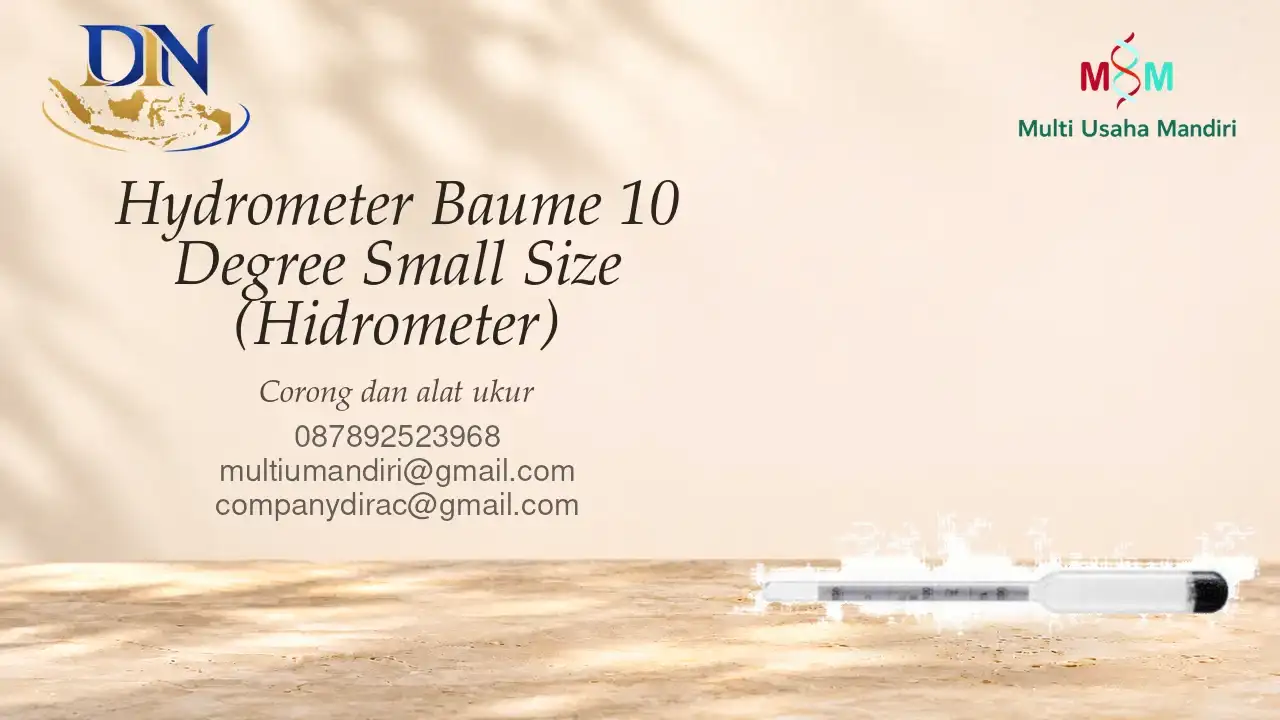 DN
MSM
Multi Usaha Mandiri
Hydrometer Baume 10
Degree Small Size
(Hidrometer)
Corong dan alat ukur
087892523968
multiumandiri@gmail.com
companydirac@gmail.com